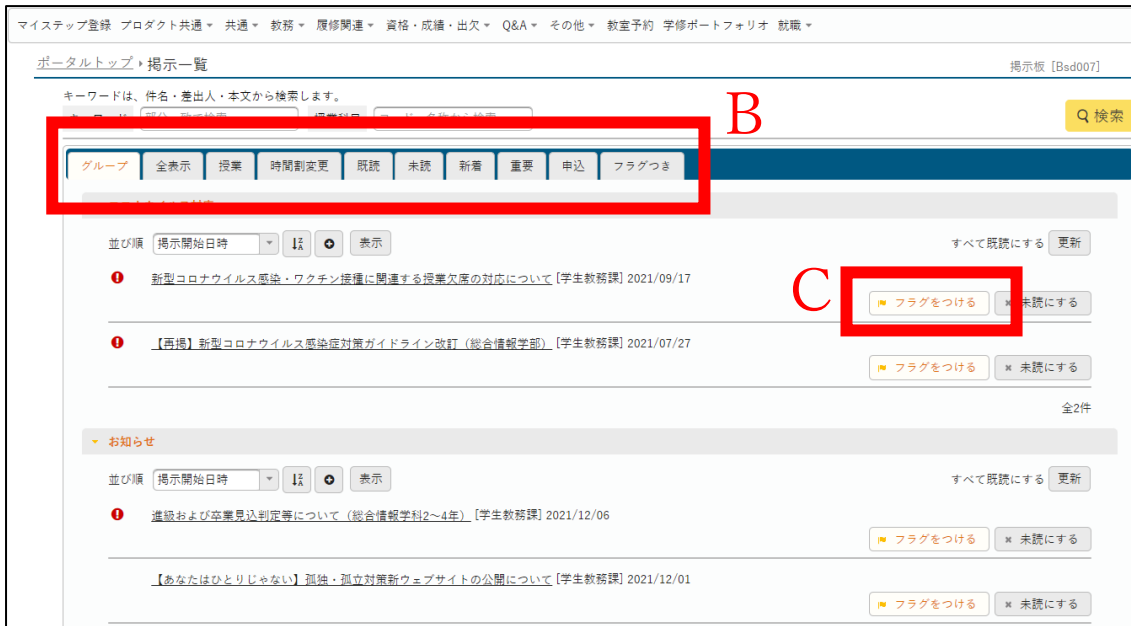 マイステップ登録 プロダクト共通 共通 教務 履修関連 資格・成績・出欠 Q&A その他 教室予約 学修ポートフォリオ 就職
ポータルトップ 掲示一覧 掲示板 [Bsd007]
キーワードは、件名・差出人・本文から検索します。
B
検索
グループ 全表示 授業 時間割変更 既読 未読 新着 重要 申込 フラグつき
並び順 掲示開始日時 表示 すべて既読にする 更新
新型コロナウイルス感染・ワクチン接種に関連する授業欠席の対応について [学生教務課] 2021/09/17
C
フラグをつける 未読にする
【再掲】新型コロナウイルス感染症対策ガイドライン改訂（総合情報学部） [学生教務課] 2021/07/27
フラグをつける 未読にする
全2件
お知らせ
並び順 掲示開始日時 表示 すべて既読にする 更新
進級および卒業見込判定等について（総合情報学科2～4年） [学生教務課] 2021/12/06
フラグをつける 未読にする
【あなたはひとりじゃない】孤独・孤立対策新ウェブサイトの公開について [学生教務課] 2021/12/01
フラグをつける 未読にする